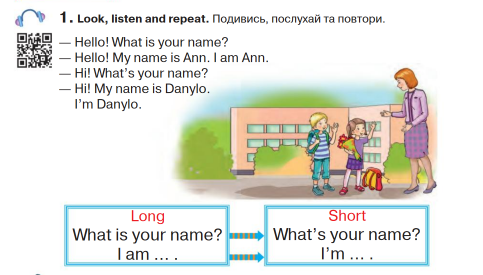 1. Look, listen and repeat. Подивись, послухай та повтори.
— Hello! What is your name?
— Hello! My name is Ann. I am Ann.
— Hi! What's your name?
— Hi! My name is Danylo.
I'm Danylo.
Long
What is your name?
I am ... .
Short
What's your name?
I'm ... .